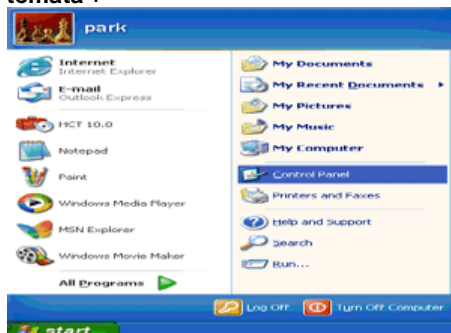 park
Internet
Internet Explorer
E-mail
Outlook Express
HCT 10.0
Notepad
Paint
Windows Media Player
MSN Explorer
Windows Movie Maker
All Programs
My Documents
My Recent Documents
My Pictures
My Music
My Computer
Control Panel
Printers and Faxes
Help and Support
Search
Run...
Log Off
Turn Off Computer
start